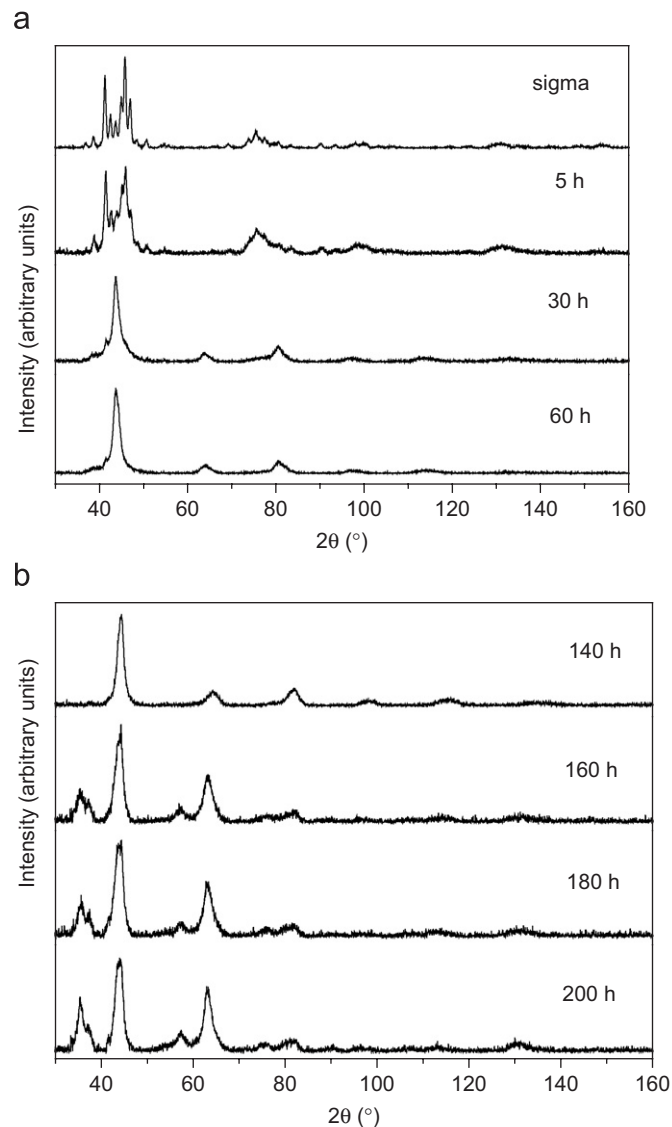 a
sigma
5 h
30 h
60 h
Intensity (arbitrary units)
40 60 80 100 120 140 160
2θ (°)
b
140 h
160 h
180 h
200 h
Intensity (arbitrary units)
40 60 80 100 120 140 160
2θ (°)